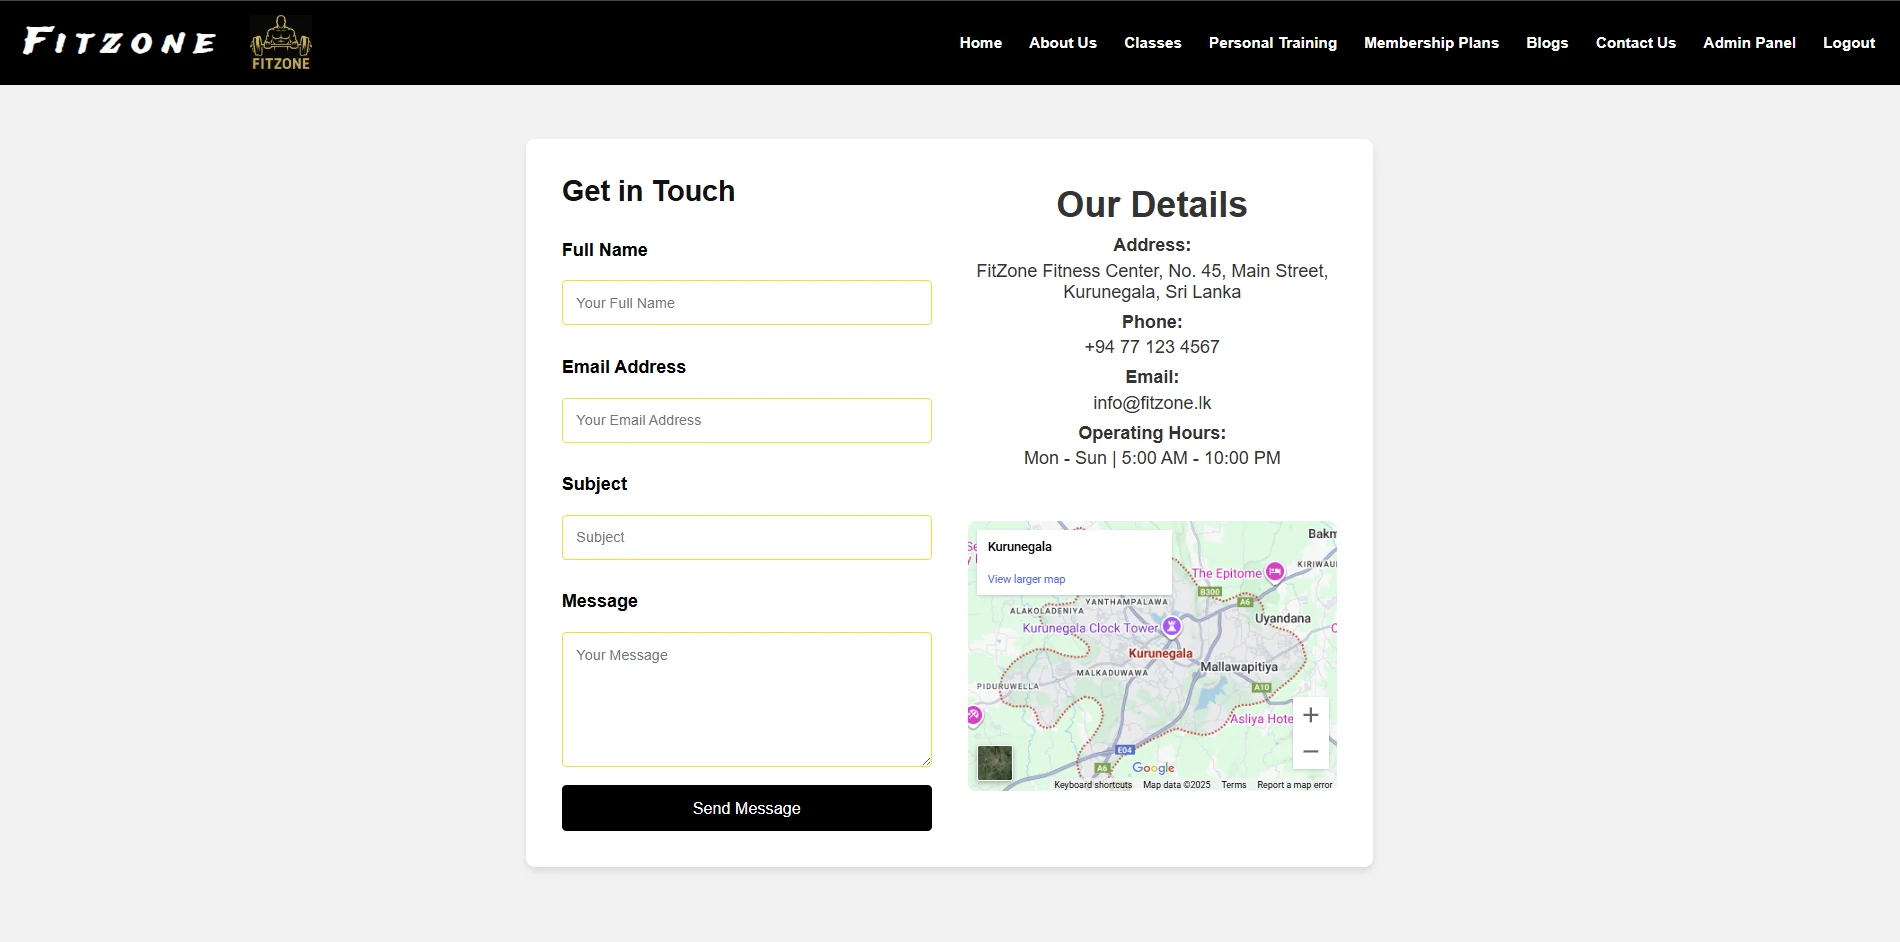 FITZONE
FITZONE
Home About Us Classes Personal Training Membership Plans Blogs Contact Us Admin Panel Logout
Get in Touch
Full Name
Your Full Name
Email Address
Your Email Address
Subject
Subject
Message
Your Message
Send Message
Our Details
Address:
FitZone Fitness Center, No. 45, Main Street,
Kurunegala, Sri Lanka
Phone:
+94 77 123 4567
Email:
info@fitzone.lk
Operating Hours:
Mon - Sun | 5:00 AM - 10:00 PM
Kurunegala
View larger map
Bakm
KIRIWAU
The Epitome
B300
A6
YANTHAMPALAWA
ALAKOLADENIYA
Uyandana
Kurunegala Clock Tower
Kurunegala
Mallawapitiya
MALKADUWAWA
PIDURUWELLA
A10
Asliya Hote
E04
A6
Google
Keyboard shortcuts Map data ©2025 Terms Report a map error